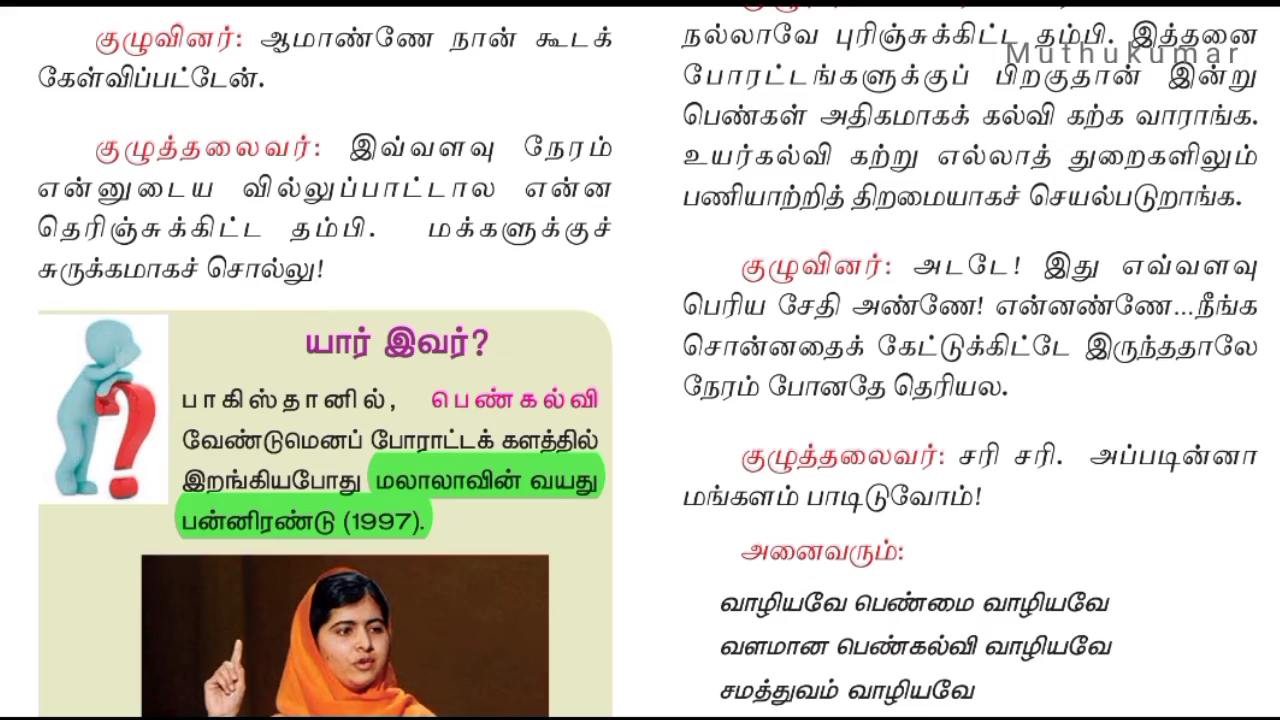 குழுவினர்: ஆமாண்ணே நான் கூடக்
கேள்விப்பட்டேன்.
குழுத்தலைவர்: இவ்வளவு நேரம்
என்னுடைய வில்லுப்பாட்டால என்ன
தெரிஞ்சுக்கிட்ட தம்பி. மக்களுக்குச்
சுருக்கமாகச் சொல்லு!
யார் இவர்?
பாகிஸ்தானில், பெண்கல்வி
வேண்டுமெனப் போராட்டக் களத்தில்
இறங்கியபோது மலாலாவின் வயது
பன்னிரண்டு (1997).
நல்லாவே புரிஞ்சுக்கிட்ட தம்பி. இத்தனை
Muthukumar
போரட்டங்களுக்குப் பிறகுதான் இன்று
பெண்கள் அதிகமாகக் கல்வி கற்க வாராங்க.
உயர்கல்வி கற்று எல்லாத் துறைகளிலும்
பணியாற்றித் திறமையாகச் செயல்படுறாங்க.
குழுவினர்: அடடே! இது எவ்வளவு
பெரிய சேதி அண்ணே! என்னண்ணே...நீங்க
சொன்னதைக் கேட்டுக்கிட்டே இருந்ததாலே
நேரம் போனதே தெரியல.
குழுத்தலைவர்: சரி சரி. அப்படின்னா
மங்களம் பாடிடுவோம்!
அனைவரும்:
வாழியவே பெண்மை வாழியவே
வளமான பெண்கல்வி வாழியவே
சமத்துவம் வாழியவே